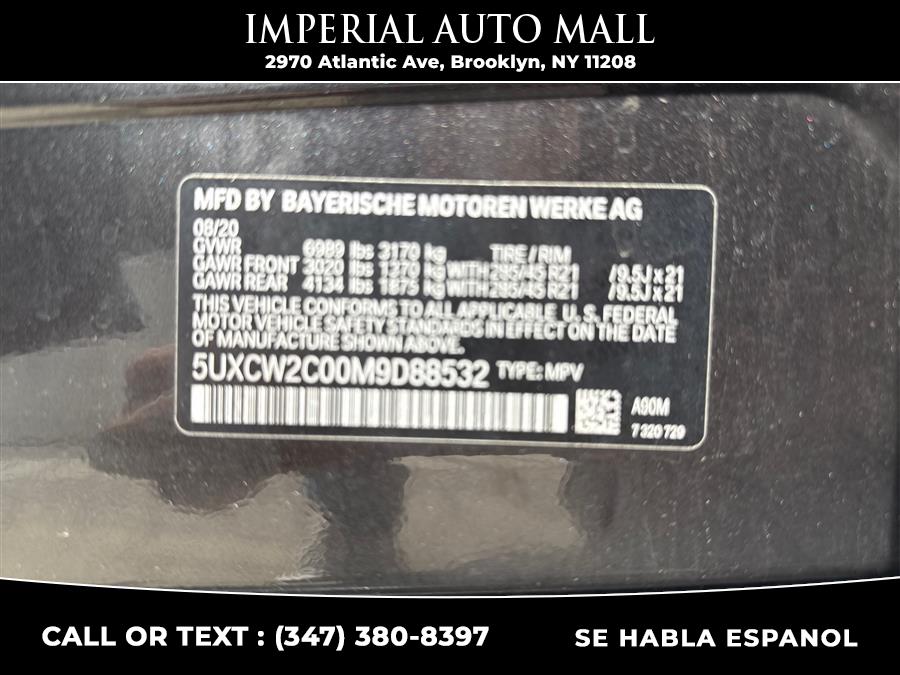 IMPERIAL AUTO MALL
2970 Atlantic Ave, Brooklyn, NY 11208
MFD BY BAYERISCHE MOTOREN WERKE AG
08/20
GVWR 6989 lbs 3170 kg TIRE / RIM
GAWR FRONT 3020 lbs 1370 kg WITH 285/45 R21 /9.5J x 21
GAWR REAR 4134 lbs 1875 kg WITH 285/45 R21 /9.5J x 21
THIS VEHICLE CONFORMS TO ALL APPLICABLE U.S. FEDERAL
MOTOR VEHICLE SAFETY STANDARDS IN EFFECT ON THE DATE
OF MANUFACTURE SHOWN ABOVE.
5UXCW2C00M9D88532 TYPE: MPV
A90M
7 320 729
CALL OR TEXT : (347) 380-8397
SE HABLA ESPANOL